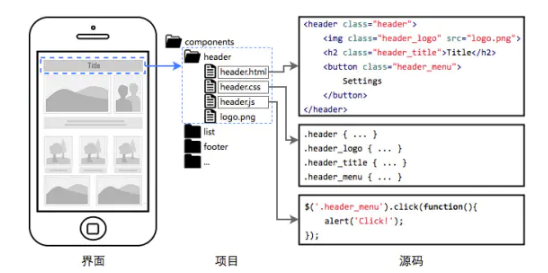 Title
components
header
header.html
header.css
header.js
logo.png
list
footer
...
<header class="header">
<img class="header_logo" src="logo.png">
<h2 class="header_title">Title</h2>
<button class="header_menu">
Settings
</button>
</header>
.header { ... }
.header_logo { ... }
.header_title { ... }
.header_menu { ... }
$('.header_menu').click(function(){
alert('Click!');
});
界面
项目
源码